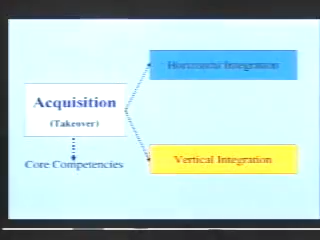 Horizontal Integration
Acquisition
(Takeover)
Core Competencies
Vertical Integration